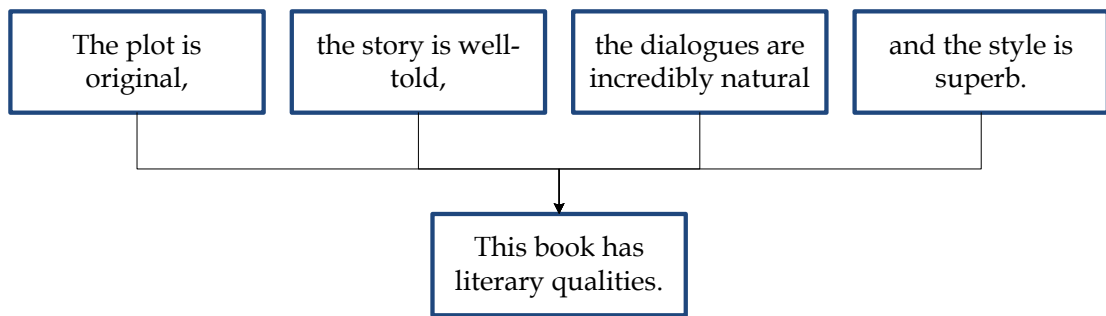 The plot is
original,
the story is well-
told,
the dialogues are
incredibly natural
and the style is
superb.
This book has
literary qualities.